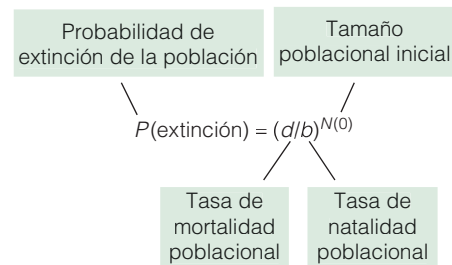 Probabilidad de
extinción de la población
Tamaño
poblacional inicial
P(extinción) = (d/b)^N(0)
Tasa de
mortalidad
poblacional
Tasa de
natalidad
poblacional